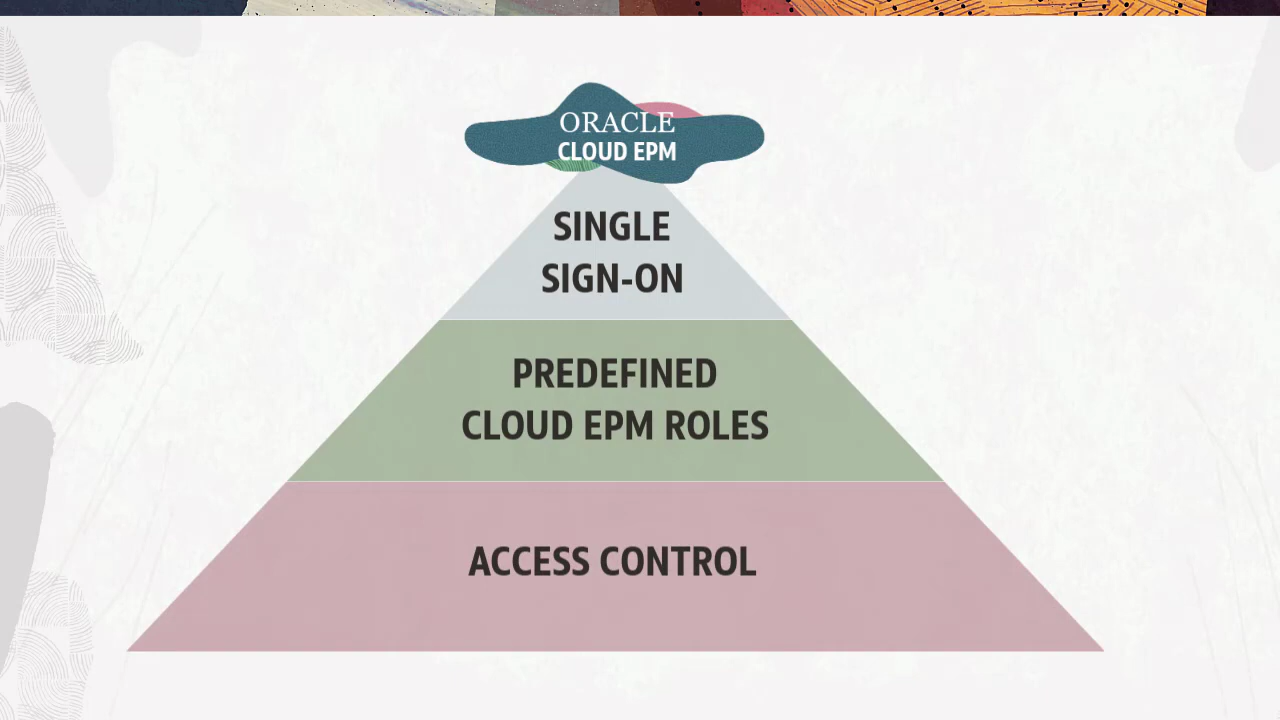 ORACLE
CLOUD EPM
SINGLE
SIGN-ON
PREDEFINED
CLOUD EPM ROLES
ACCESS CONTROL